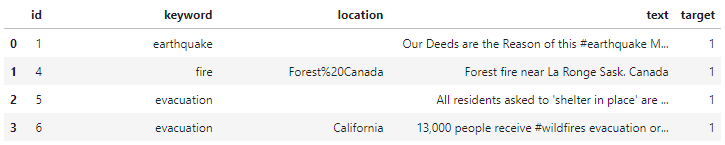 id keyword location text target
0 1 earthquake Our Deeds are the Reason of this #earthquake M... 1
1 4 fire Forest%20Canada Forest fire near La Ronge Sask. Canada 1
2 5 evacuation All residents asked to 'shelter in place' are ... 1
3 6 evacuation California 13,000 people receive #wildfires evacuation or... 1